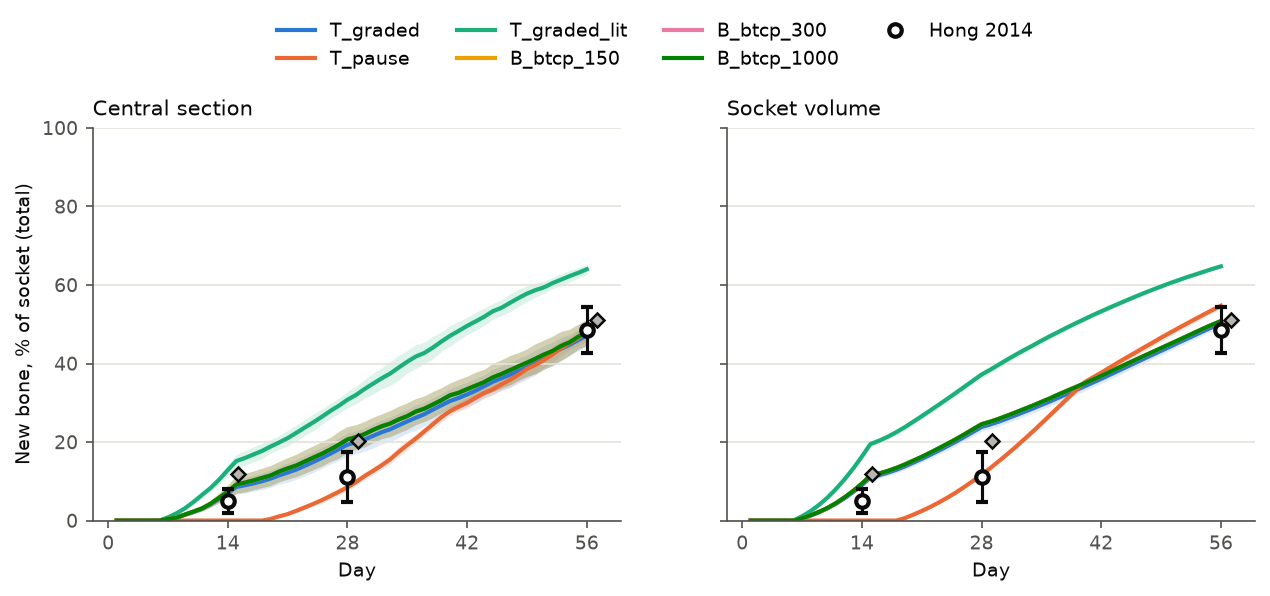 T_graded T_graded_lit B_btcp_300 Hong 2014
T_pause B_btcp_150 B_btcp_1000
Central section
Socket volume
New bone, % of socket (total)
100
80
60
40
20
0
0 14 28 42 56
0 14 28 42 56
Day
Day